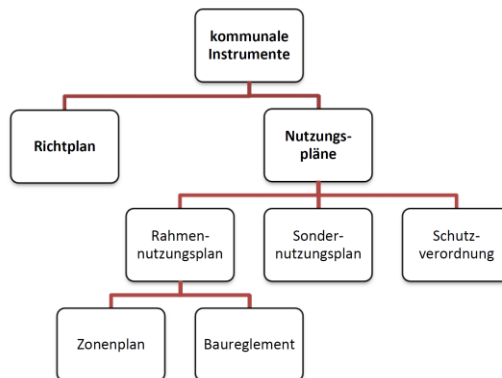 kommunale
Instrumente
Richtplan
Nutzungs-
pläne
Rahmen-
nutzungsplan
Sonder-
nutzungsplan
Schutz-
verordnung
Zonenplan
Baureglement